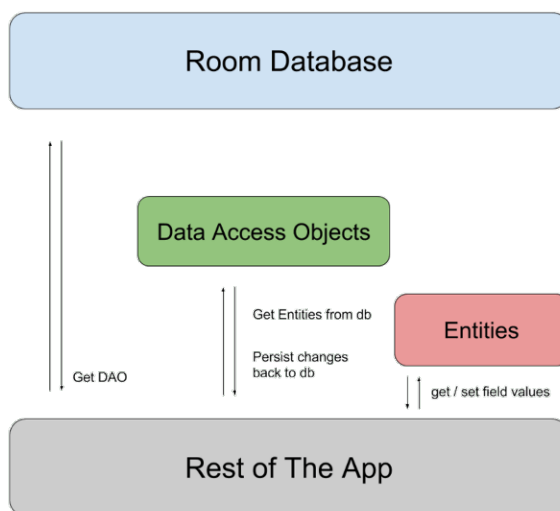 Room Database
Data Access Objects
Get Entities from db
Persist changes
back to db
Entities
Get DAO
get / set field values
Rest of The App